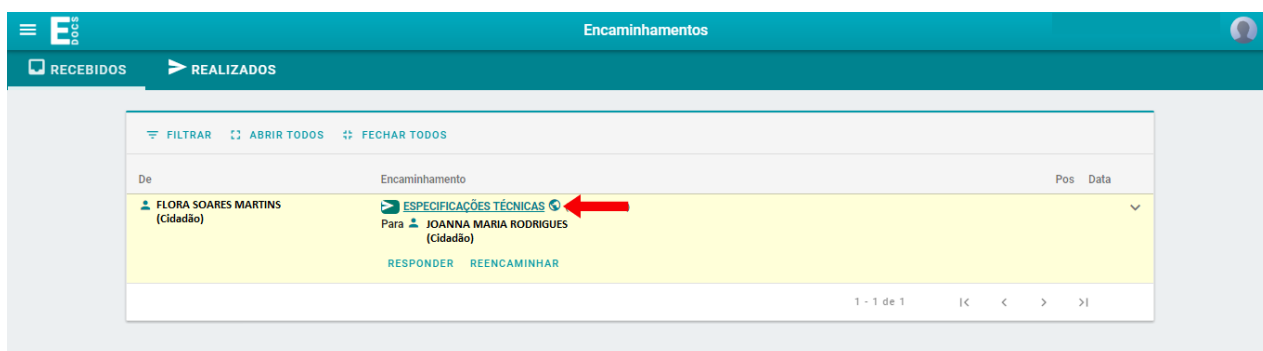 E DOCS
Encaminhamentos
RECEBIDOS REALIZADOS
FILTRAR ABRIR TODOS FECHAR TODOS
De Encaminhamento Pos Data
FLORA SOARES MARTINS ESPECIFICAÇÕES TÉCNICAS
(Cidadão) Para JOANNA MARIA RODRIGUES
(Cidadão)
RESPONDER REENCAMINHAR
1 - 1 de 1